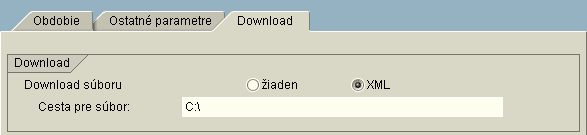 Obdobie Ostatné parametre Download
Download
Download súboru žiaden XML
Cesta pre súbor: C:\